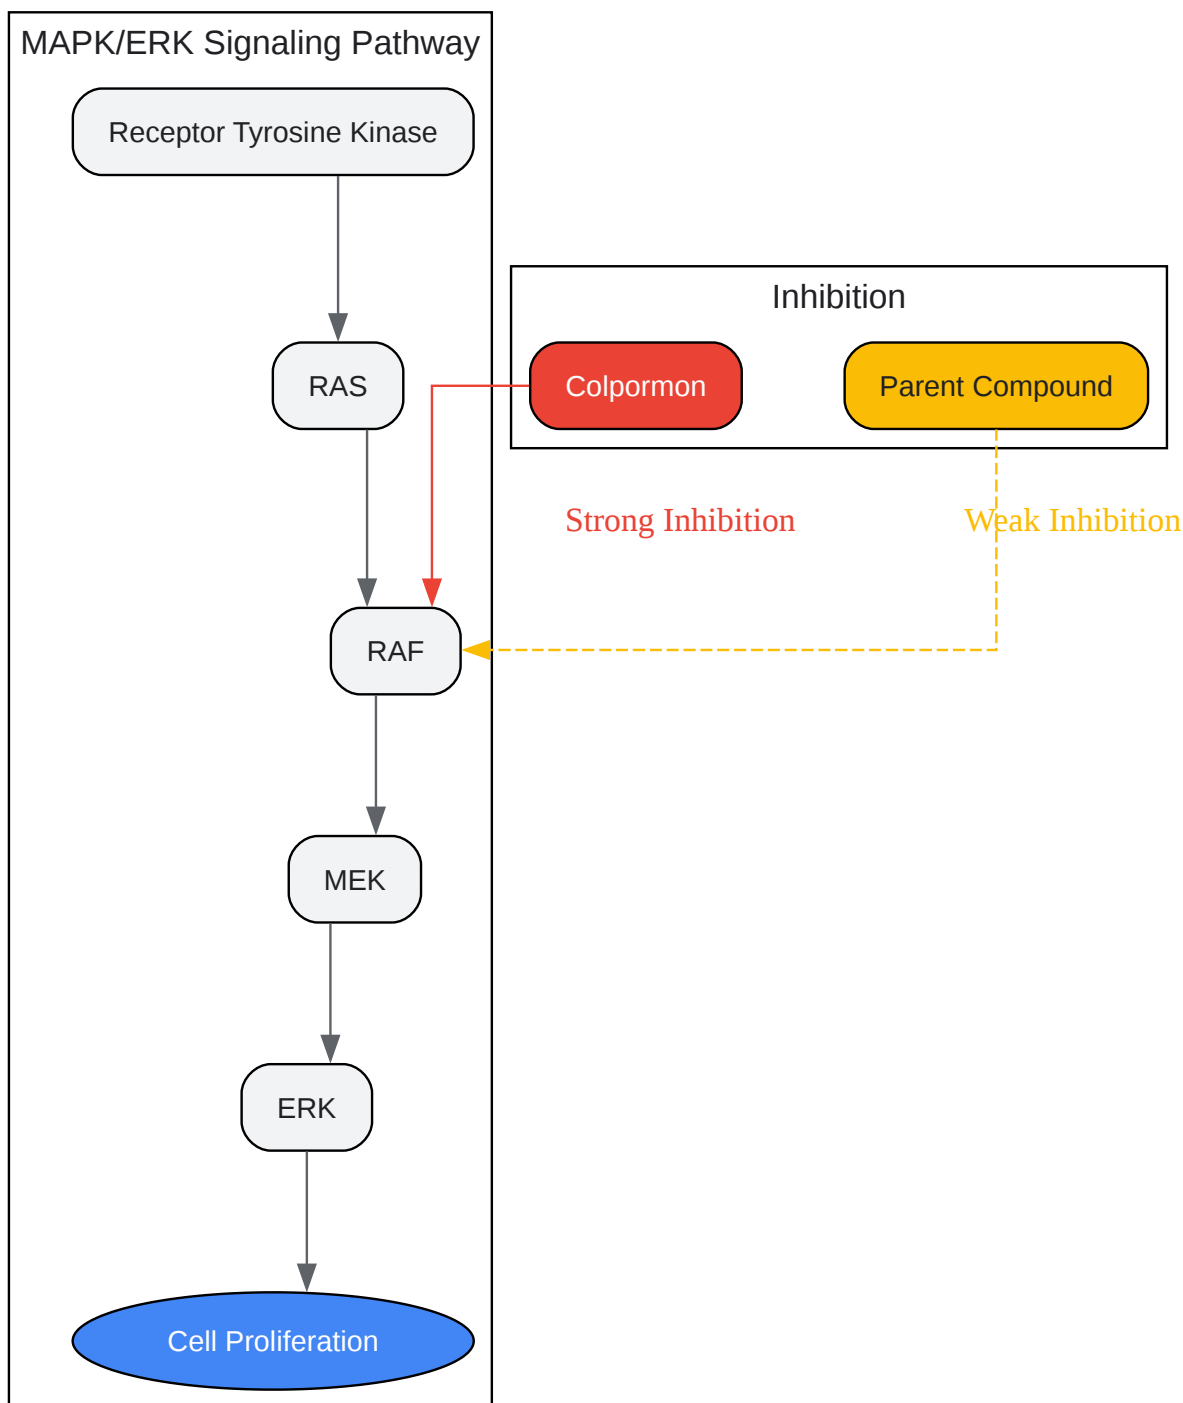 MAPK/ERK Signaling Pathway
Receptor Tyrosine Kinase
Inhibition
RAS
Colpormon
Parent Compound
Strong Inhibition
Weak Inhibition
RAF
MEK
ERK
Cell Proliferation